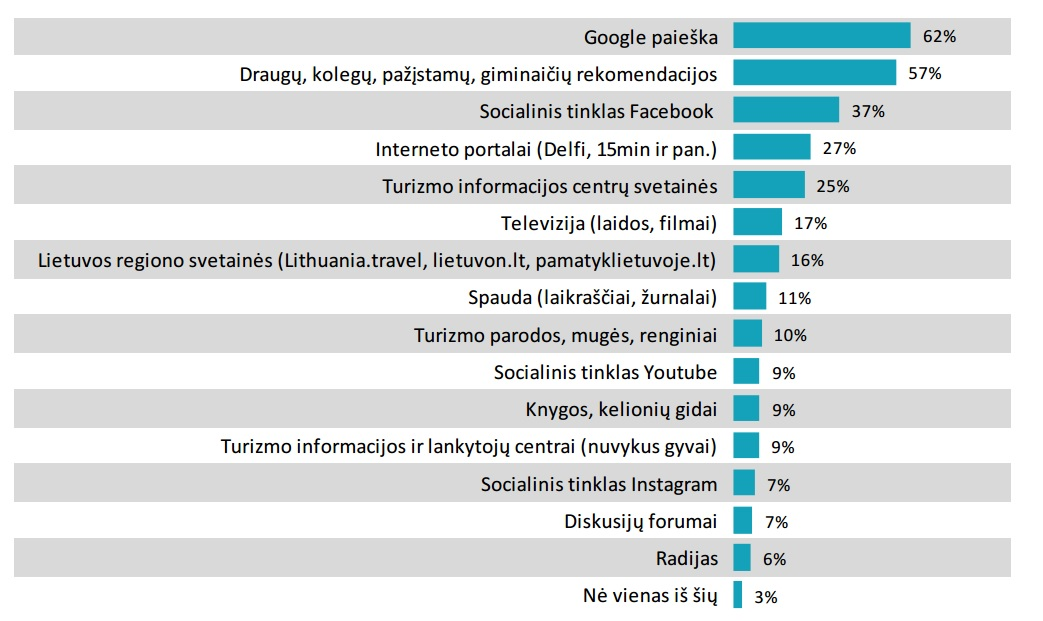 Google paieška 62%
Draugų, kolegų, pažįstamų, giminaičių rekomendacijos 57%
Socialinis tinklas Facebook 37%
Interneto portalai (Delfi, 15min ir pan.) 27%
Turizmo informacijos centrų svetainės 25%
Televizija (laidos, filmai) 17%
Lietuvos regiono svetainės (Lithuania.travel, lietuvon.lt, pamatyklietuvoje.lt) 16%
Spauda (laikraščiai, žurnalai) 11%
Turizmo parodos, mugės, renginiai 10%
Socialinis tinklas Youtube 9%
Knygos, kelionių gidai 9%
Turizmo informacijos ir lankytojų centrai (nuvykus gyvai) 9%
Socialinis tinklas Instagram 7%
Diskusijų forumai 7%
Radijas 6%
Nė vienas iš šių 3%